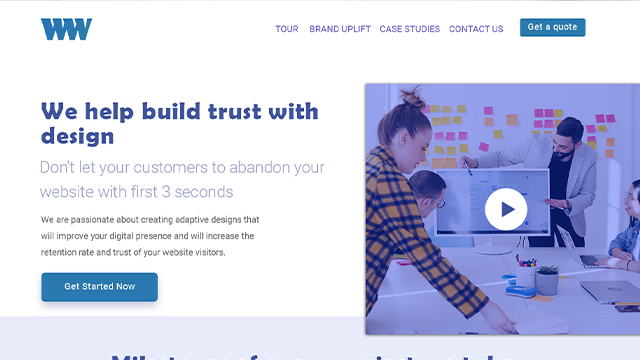 WW
TOUR BRAND UPLIFT CASE STUDIES CONTACT US Get a quote
We help build trust with
design
Don't let your customers to abandon your
website with first 3 seconds
We are passionate about creating adaptive designs that
will improve your digital presence and will increase the
retention rate and trust of your website visitors.
Get Started Now